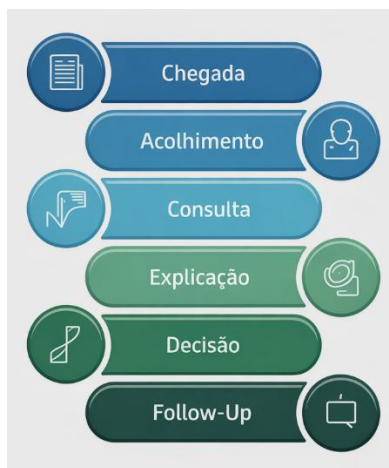 Chegada
Acolhimento
Consulta
Explicação
Decisão
Follow-Up